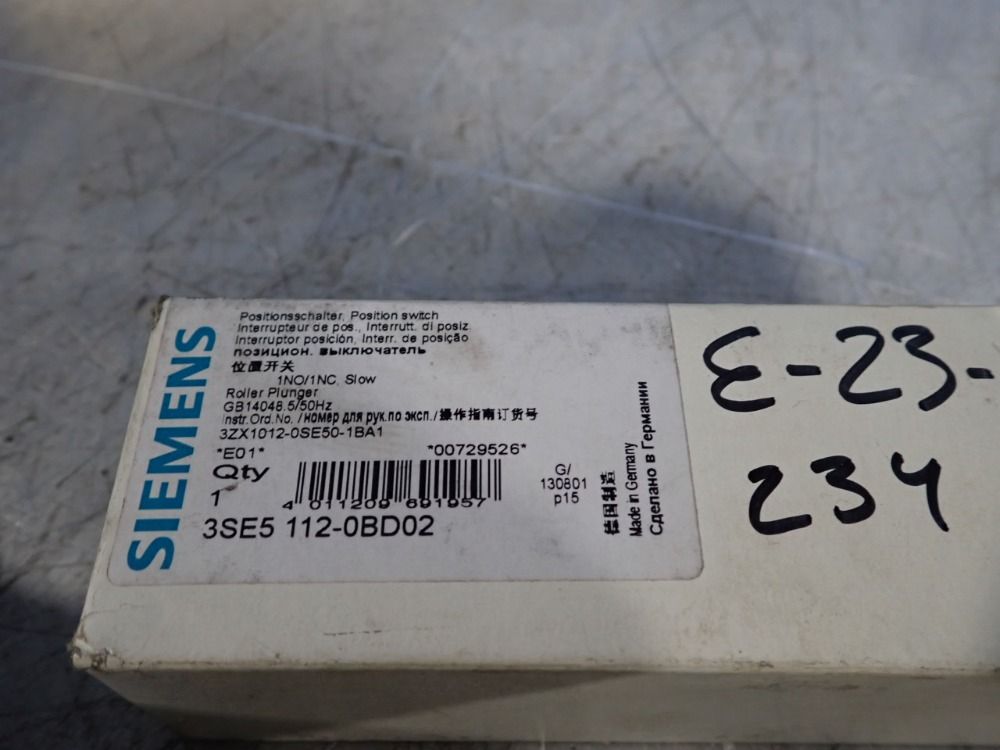 SIEMENS
Positionsschalter, Position switch
Interrupteur de pos., Interrutt. di posiz.
Interruptor posición, Interr. de posição
позицион. выключатель
位置开关
1NO/1NC, Slow
Roller Plunger
GB14048.5/50Hz
Instr.Ord.No. /номер для рук.по эксп./操作指南订货号
3ZX1012-0SE50-1BA1
*E01* *00729526*
Qty
1
4 011209 691957
G/
130801
p15
3SE5 112-0BD02
德国制造
Made in Germany
Сделано в Германии
E-23-
234